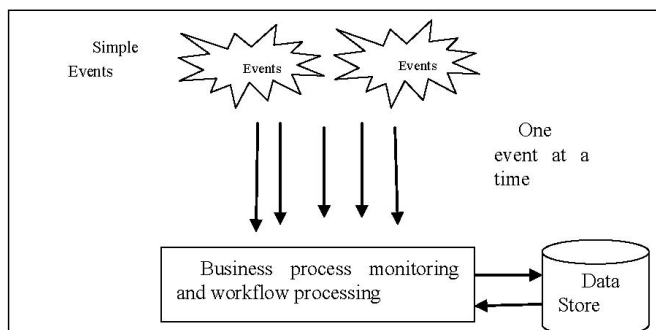 Simple
Events
Events
Events
One
event at a
time
Business process monitoring
and workflow processing
Data
Store